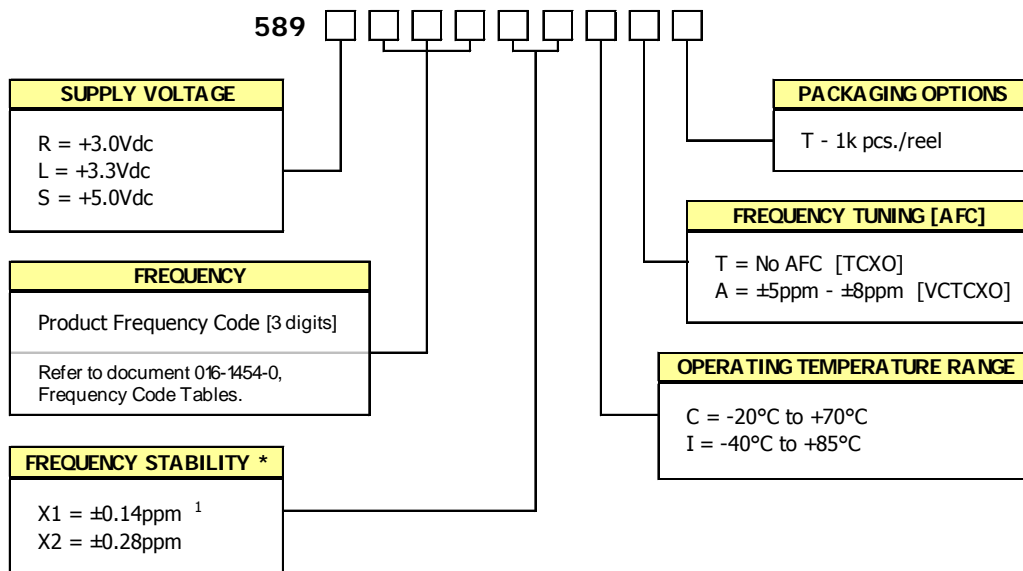 589
SUPPLY VOLTAGE
R = +3.0Vdc
L = +3.3Vdc
S = +5.0Vdc
FREQUENCY
Product Frequency Code [3 digits]
Refer to document 016-1454-0,
Frequency Code Tables.
FREQUENCY STABILITY *
X1 = ±0.14ppm 1
X2 = ±0.28ppm
PACKAGING OPTIONS
T - 1k pcs./reel
FREQUENCY TUNING [AFC]
T = No AFC [TCXO]
A = ±5ppm - ±8ppm [VCTCXO]
OPERATING TEMPERATURE RANGE
C = -20°C to +70°C
I = -40°C to +85°C